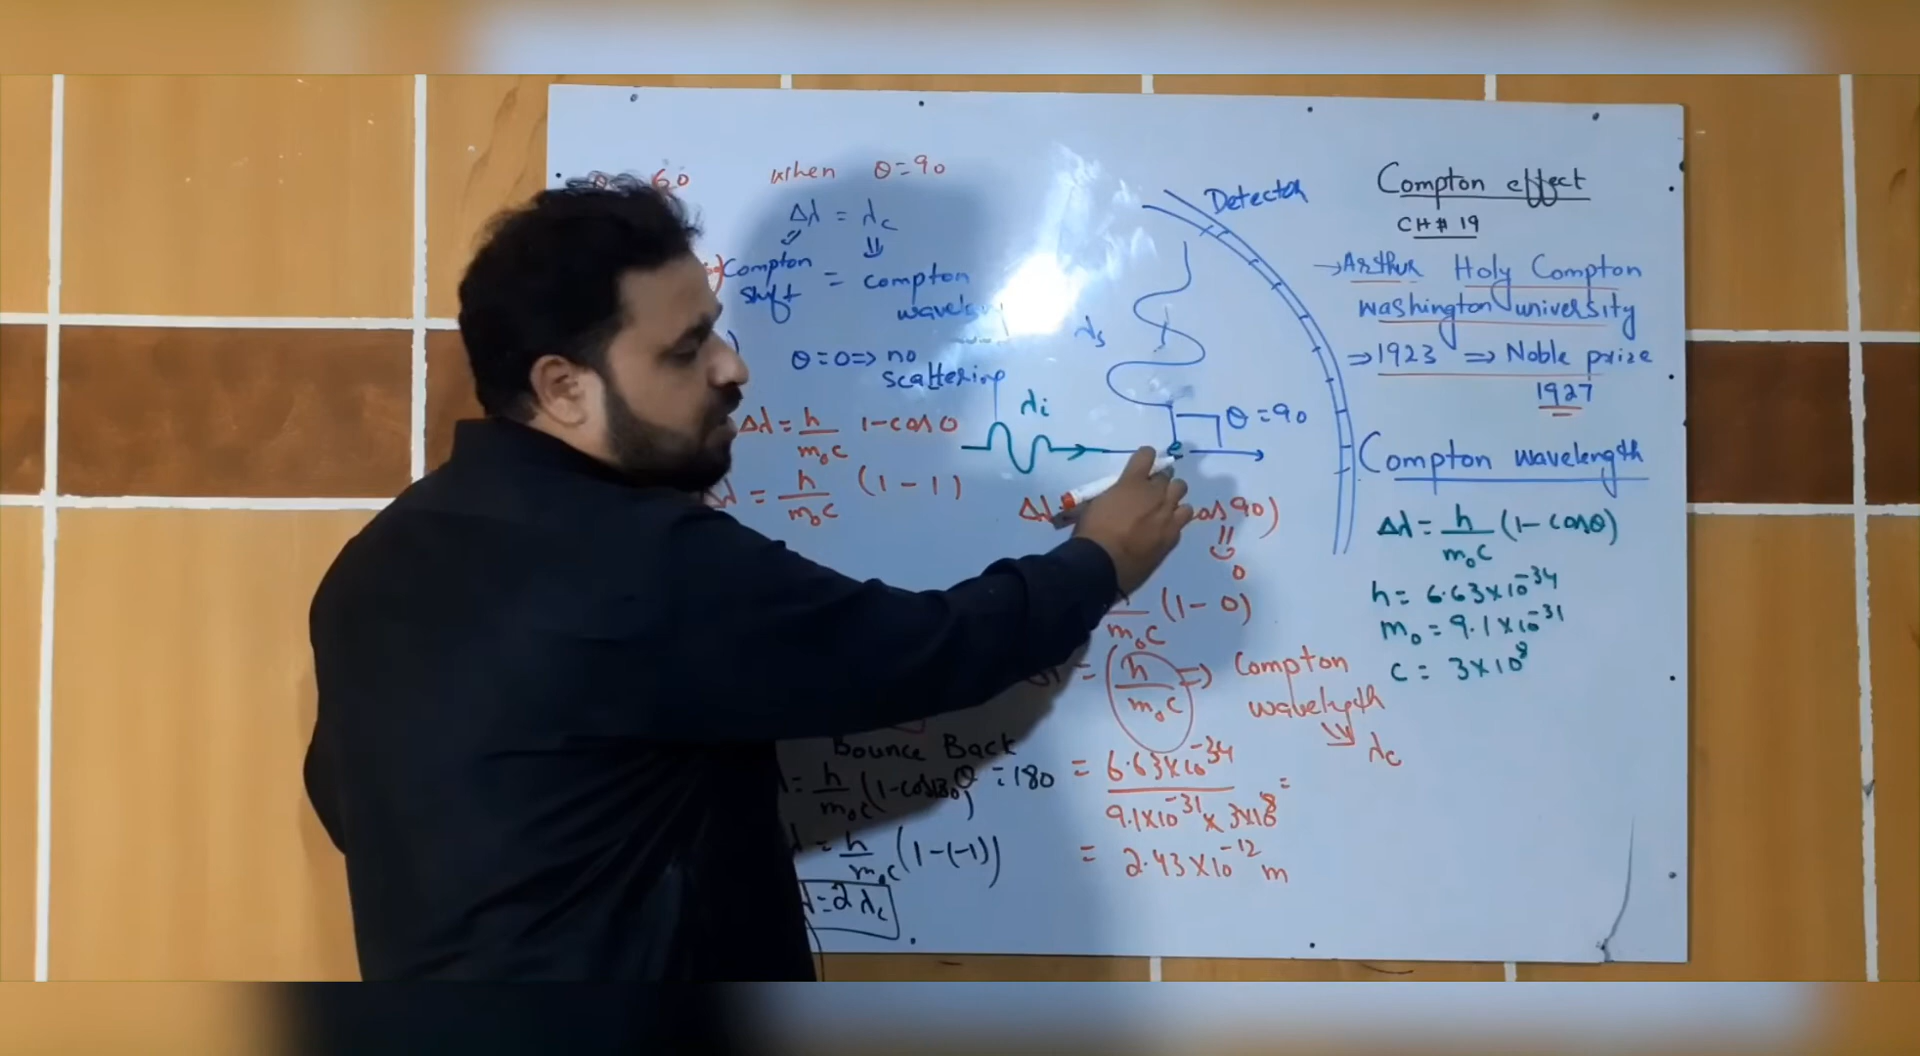 60
when θ=90
Δλ = λc
Compton shift = compton
θ=0=> no
scattering
Δλ = h/m₀c 1-cos 0
= h/m₀c (1-1)
Bounce Back
θ=180
= h/m₀c (1-cos180)
= h/m₀c (1-(-1))
=2λc
Detector
λs
λi
θ=90
e
Δλ
cos 90)
0
m₀c (1-0)
= h/m₀c => Compton
wavelength
λc
= 6.63×10⁻³⁴ / 9.1×10⁻³¹ × 3×10⁸ =
= 2.43×10⁻¹² m
Compton effect
CH# 19
→Arthur Holy Compton
washington university
⇒1923 ⇒ Noble prize
1927
Compton wavelength
Δλ = h/m₀c (1-cosθ)
h= 6.63×10⁻³⁴
m₀ = 9.1×10⁻³¹
c = 3×10⁸